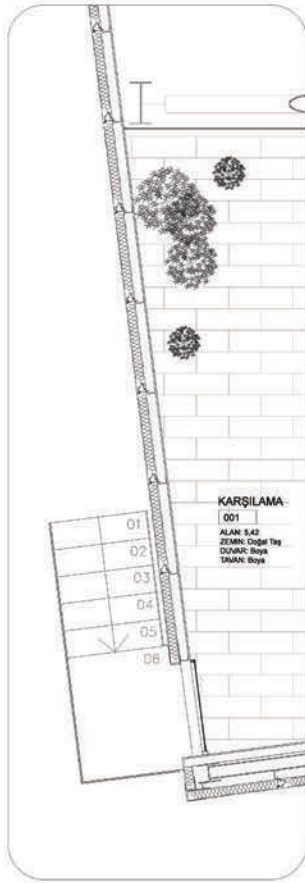 KARŞILAMA
001
ALAN: 5,42
ZEMİN: Doğal Taş
DUVAR: Boya
TAVAN: Boya
01
02
03
04
05
06